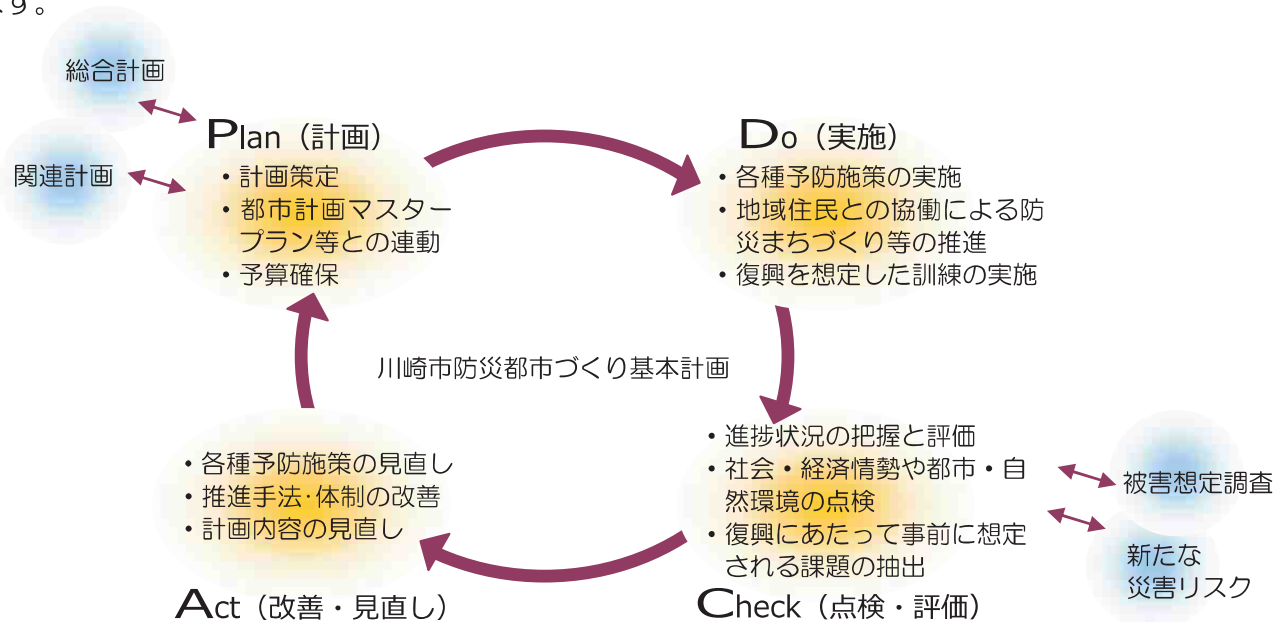 ます。
総合計画
関連計画
Plan（計画）
・計画策定
・都市計画マスター
プラン等との連動
・予算確保
Do（実施）
・各種予防施策の実施
・地域住民との協働による防
災まちづくり等の推進
・復興を想定した訓練の実施
川崎市防災都市づくり基本計画
・進捗状況の把握と評価
・社会・経済情勢や都市・自
然環境の点検
・復興にあたって事前に想定
される課題の抽出
Check（点検・評価）
被害想定調査
新たな
災害リスク
・各種予防施策の見直し
・推進手法・体制の改善
・計画内容の見直し
Act（改善・見直し）